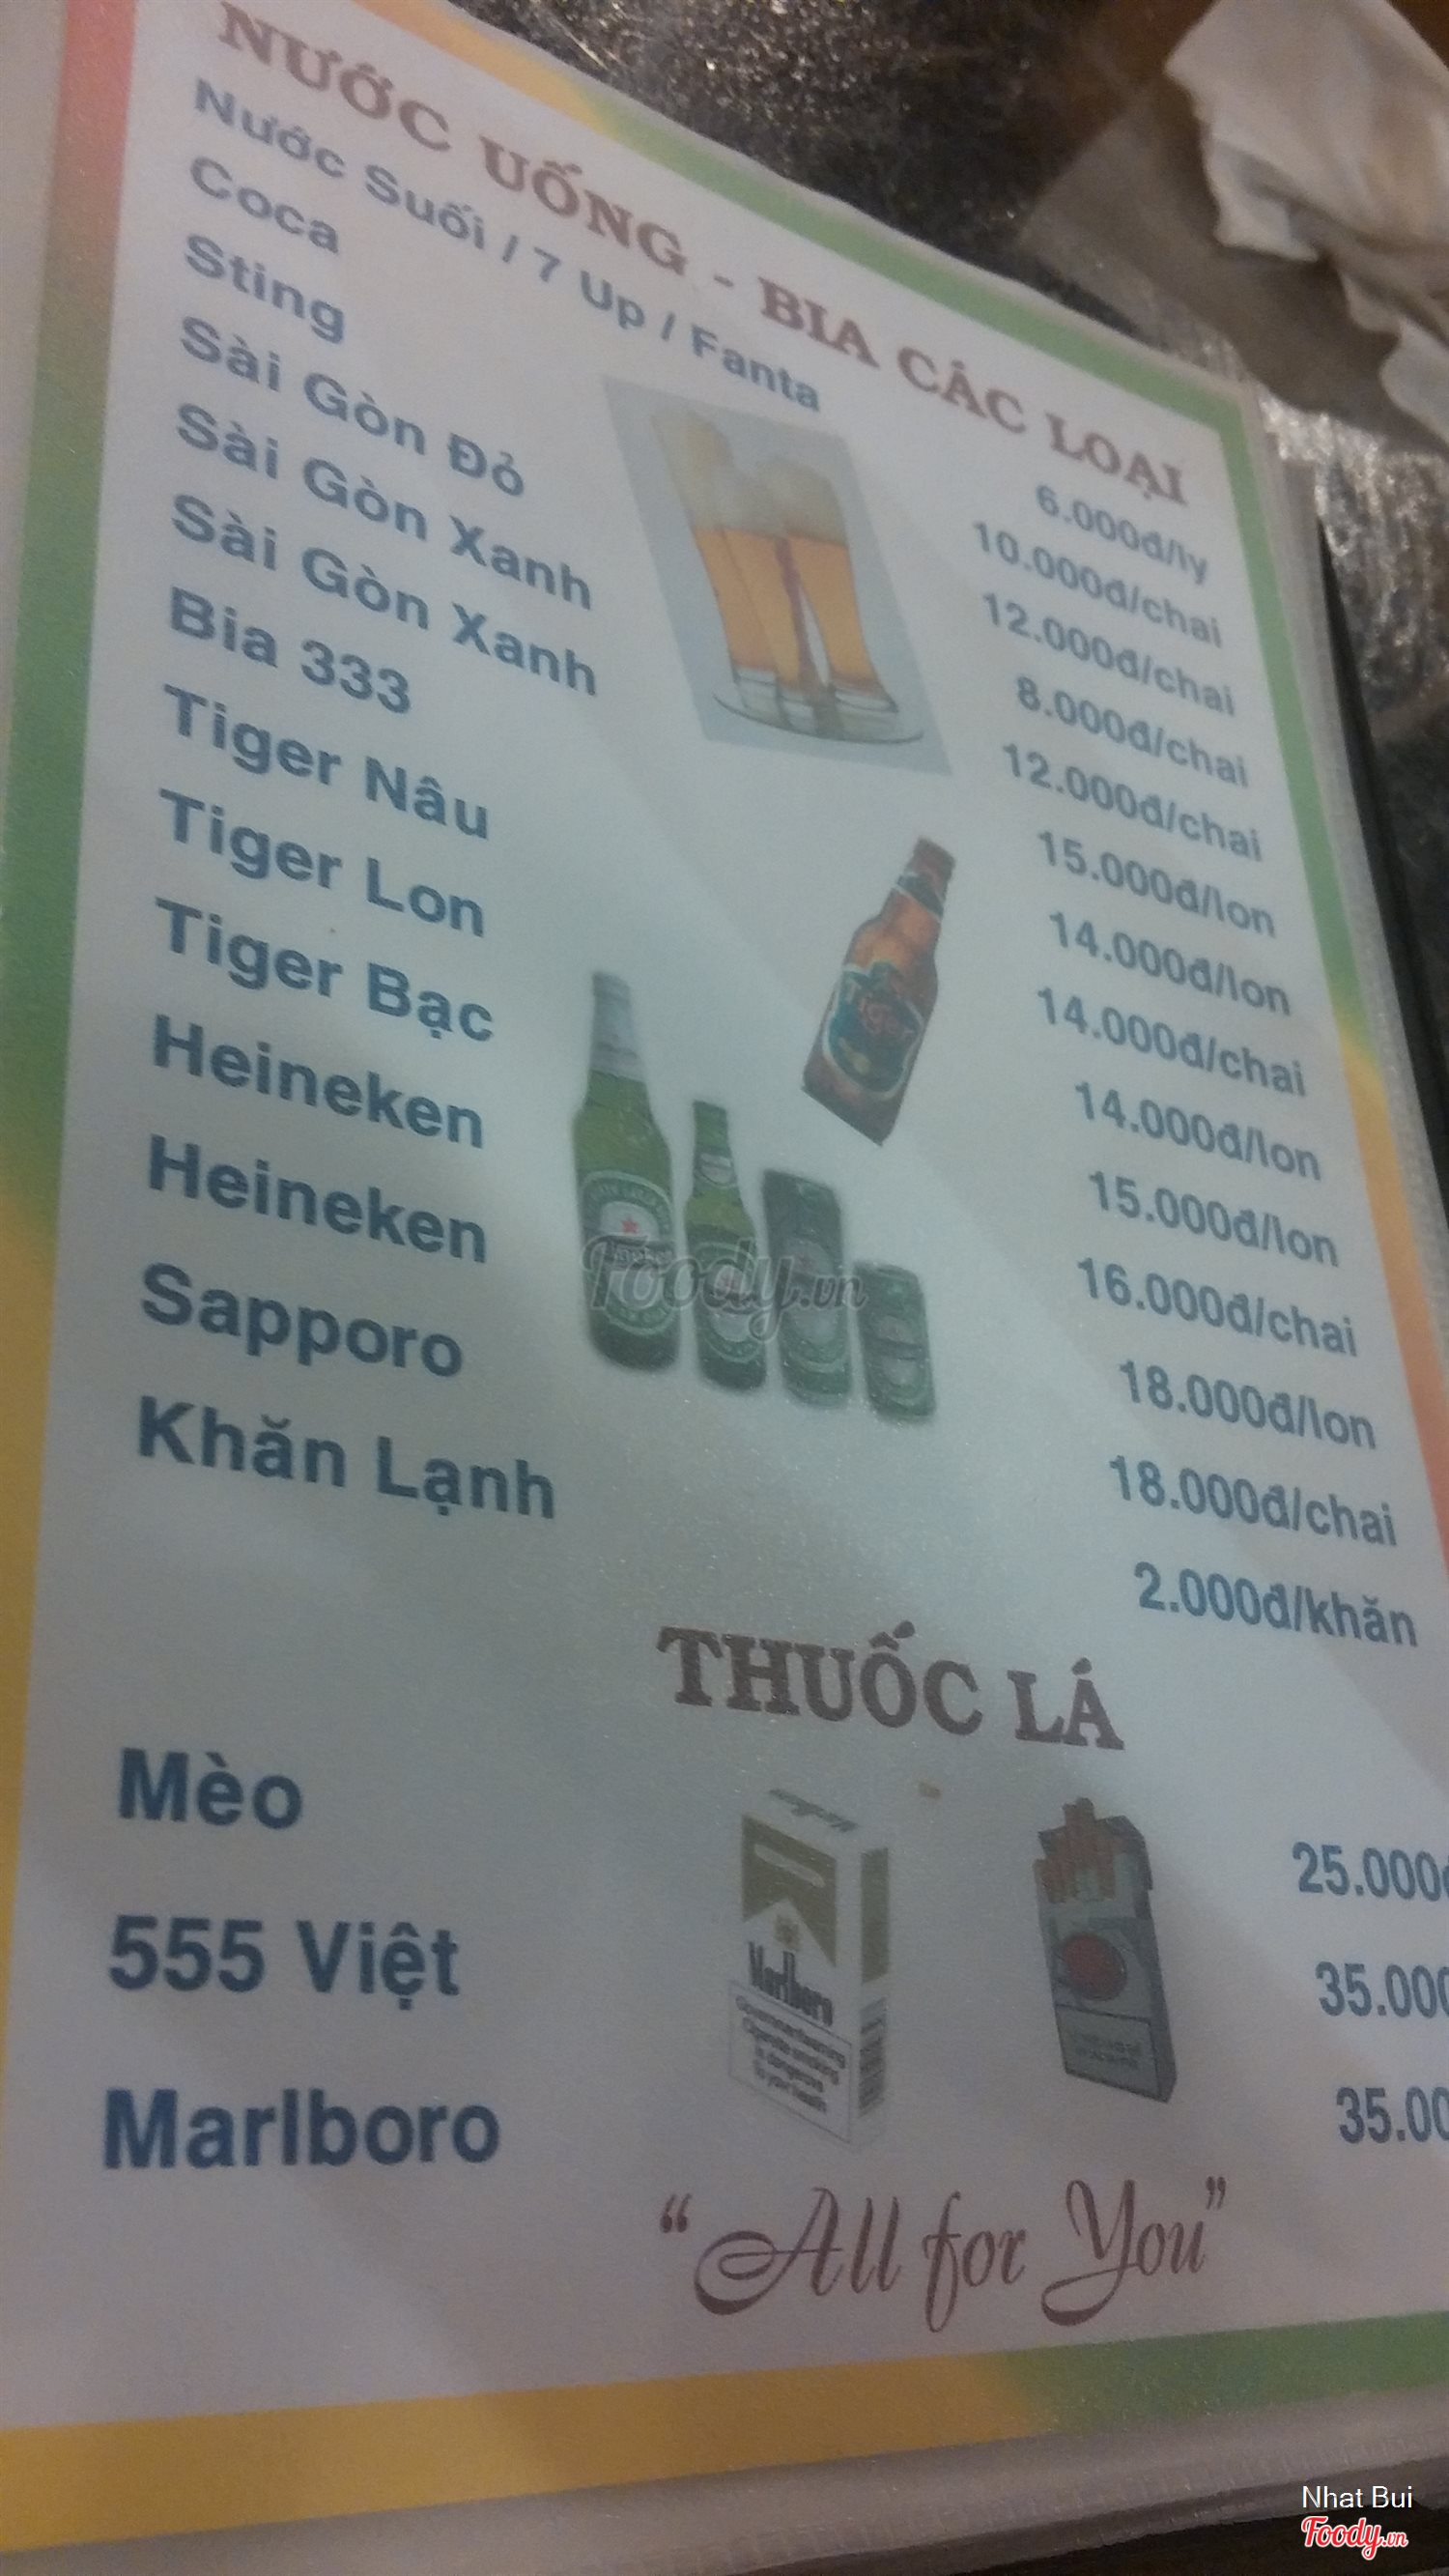 NƯỚC UỐNG - BIA CÁC LOẠI
Nước Suối / 7 Up / Fanta 6.000đ/ly
Coca 10.000đ/chai
Sting 12.000đ/chai
Sài Gòn Đỏ 8.000đ/chai
Sài Gòn Xanh 12.000đ/chai
Sài Gòn Xanh 15.000đ/lon
Bia 333 14.000đ/lon
Tiger Nâu 14.000đ/chai
Tiger Lon 14.000đ/lon
Tiger Bạc 15.000đ/lon
Heineken 16.000đ/chai
Heineken 18.000đ/lon
Sapporo 18.000đ/chai
Khăn Lạnh 2.000đ/khăn
Foody.vn
THUỐC LÁ
Mèo 25.000đ
555 Việt 35.000
Marlboro 35.00
Marlboro
"All for You"
Nhat Bui
Foody.vn